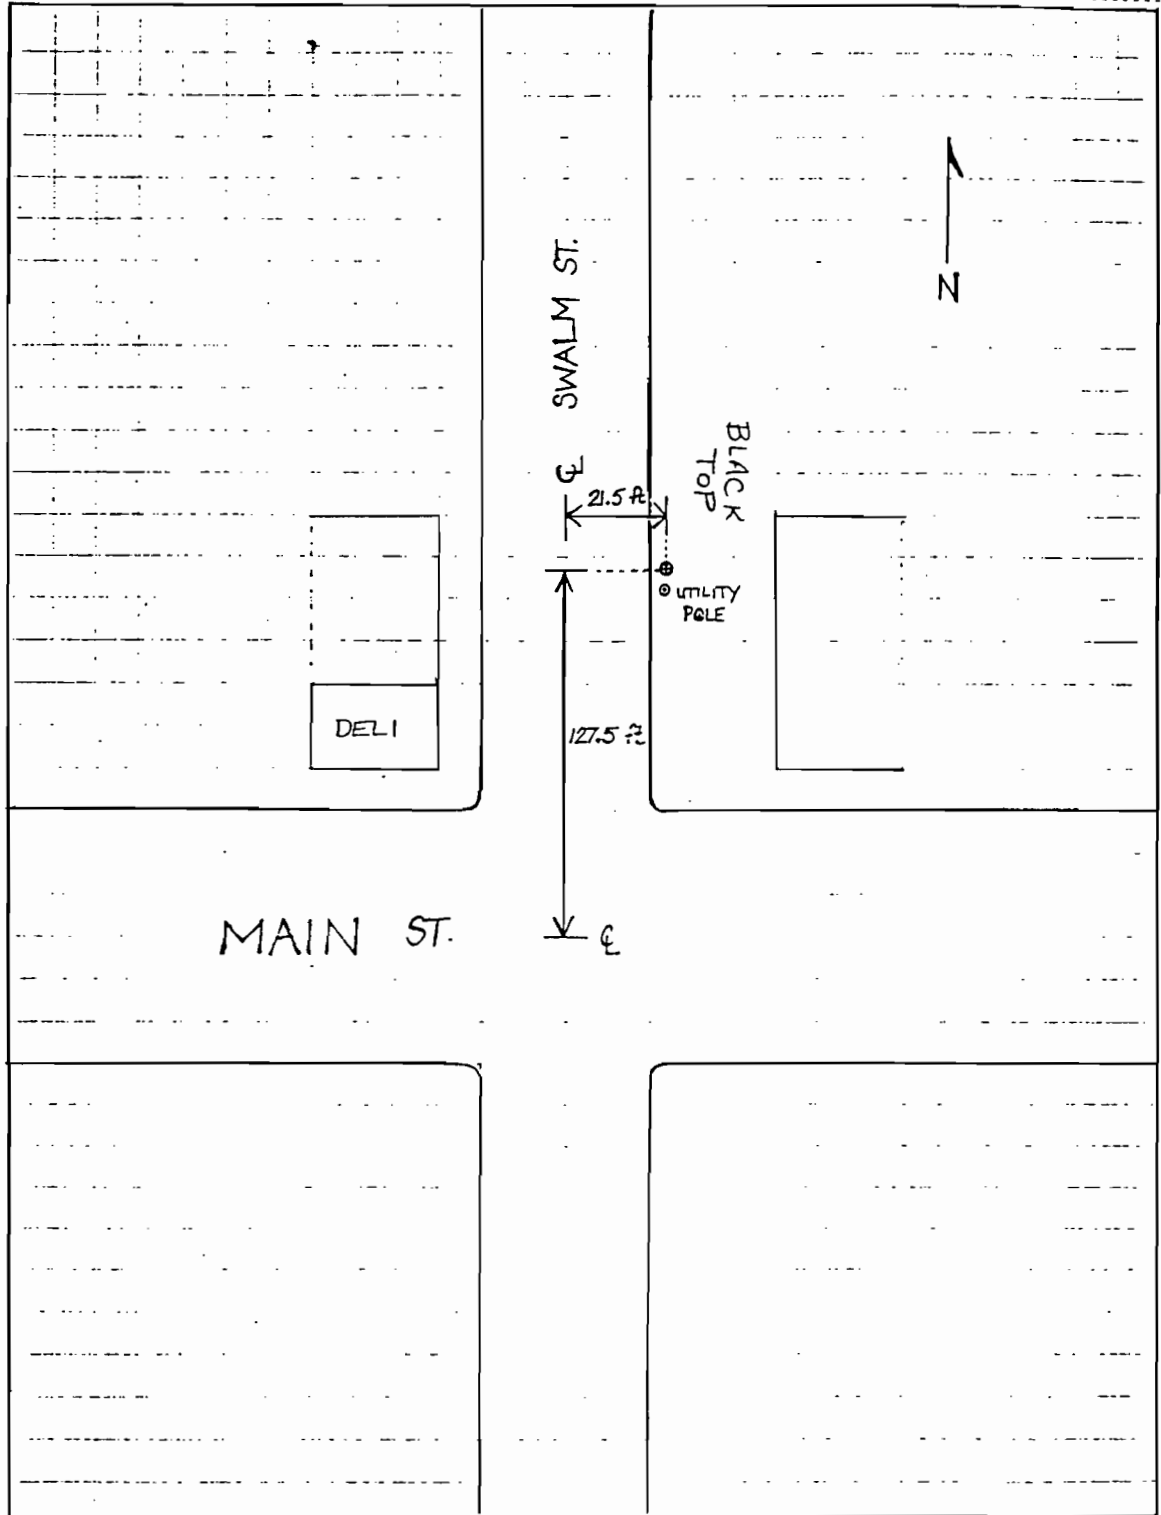 N
SWALM ST.
℄
BLACK
TOP
21.5 ft
UTILITY
POLE
DELI
127.5 ft
MAIN ST.
℄